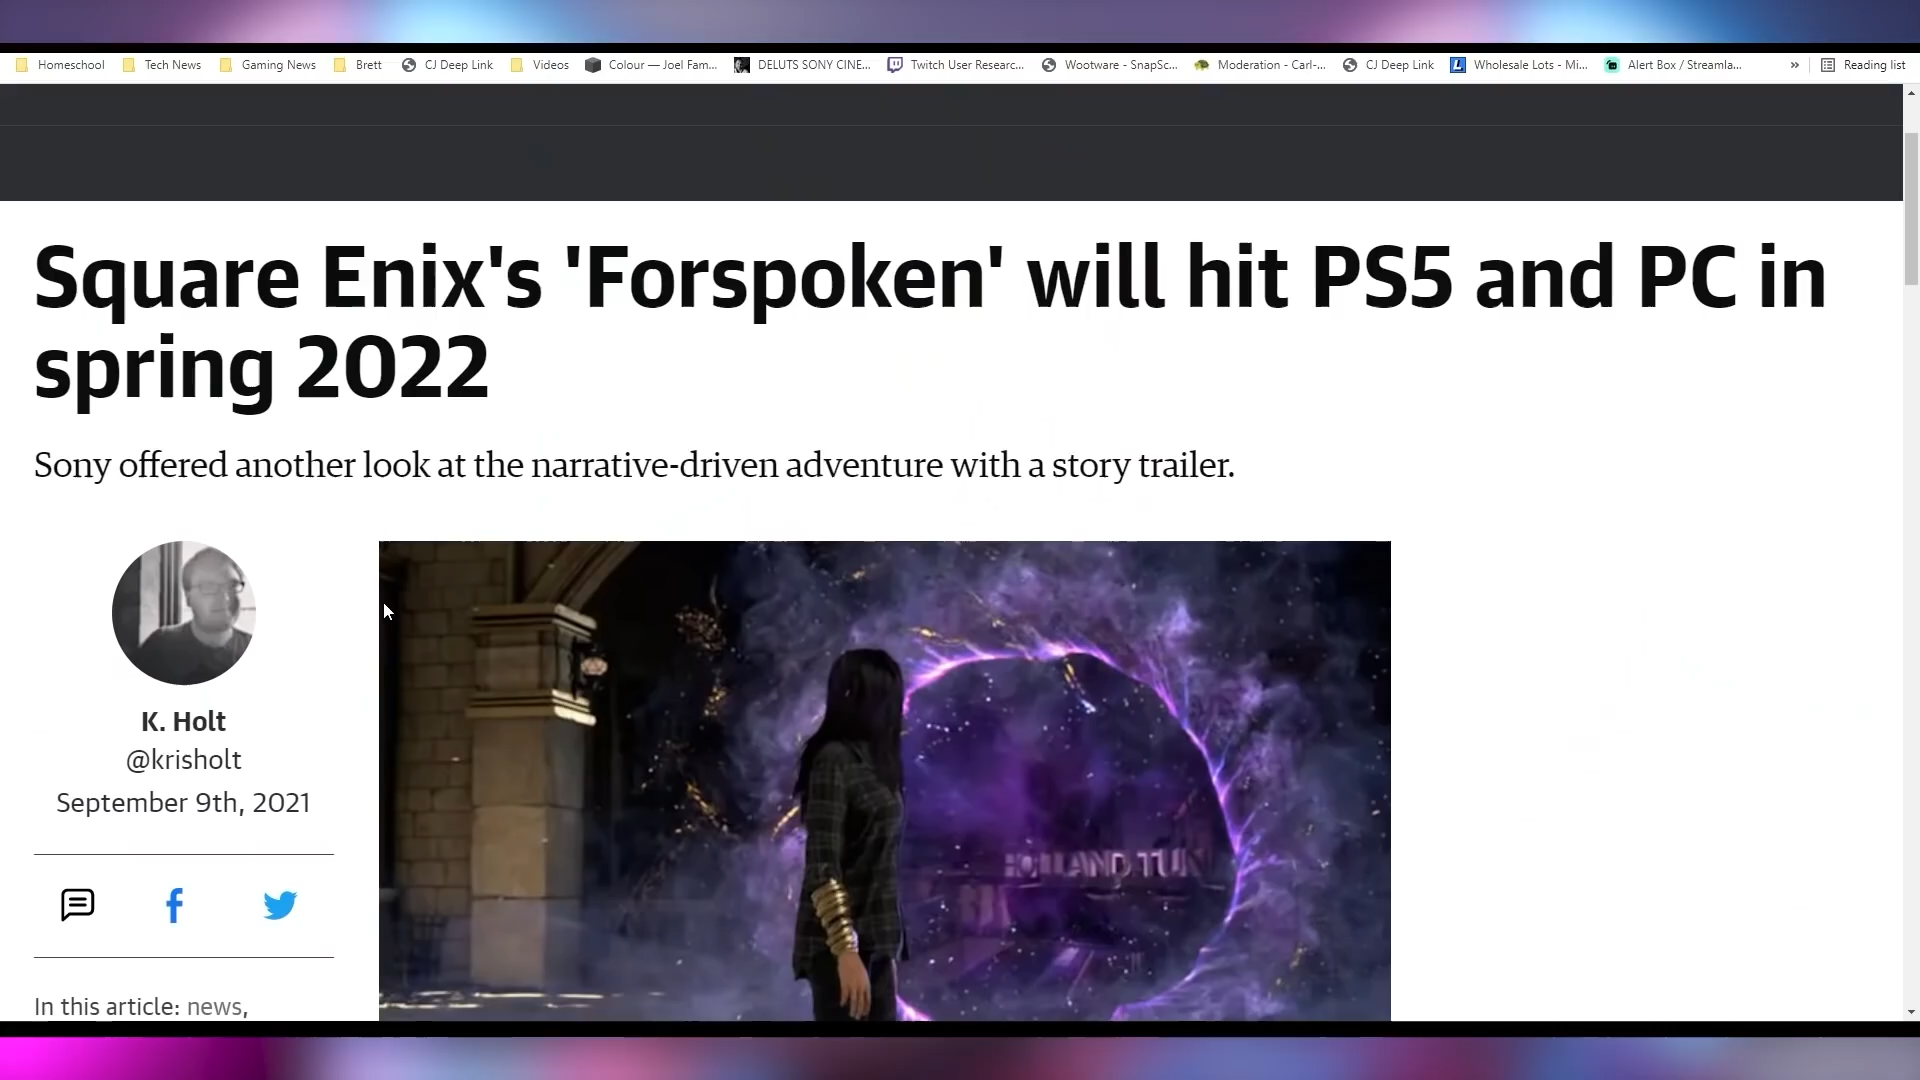 Homeschool Tech News Gaming News Brett CJ Deep Link Videos Colour — Joel Fam... DELUTS SONY CINE... Twitch User Researc... Wootware - SnapSc... Moderation - Carl-... CJ Deep Link Wholesale Lots - Mi... Alert Box / Streamla... » Reading list
Square Enix's 'Forspoken' will hit PS5 and PC in
spring 2022
Sony offered another look at the narrative-driven adventure with a story trailer.
K. Holt
@krisholt
September 9th, 2021
In this article: news,
HOLLAND TUN